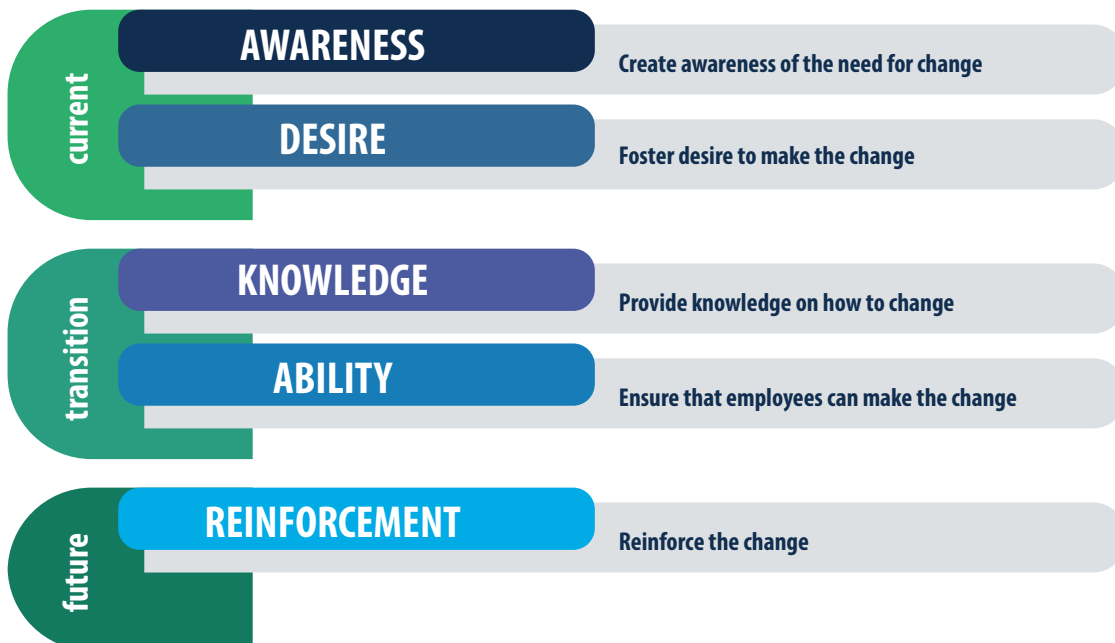 current
AWARENESS
Create awareness of the need for change
DESIRE
Foster desire to make the change
transition
KNOWLEDGE
Provide knowledge on how to change
ABILITY
Ensure that employees can make the change
future
REINFORCEMENT
Reinforce the change